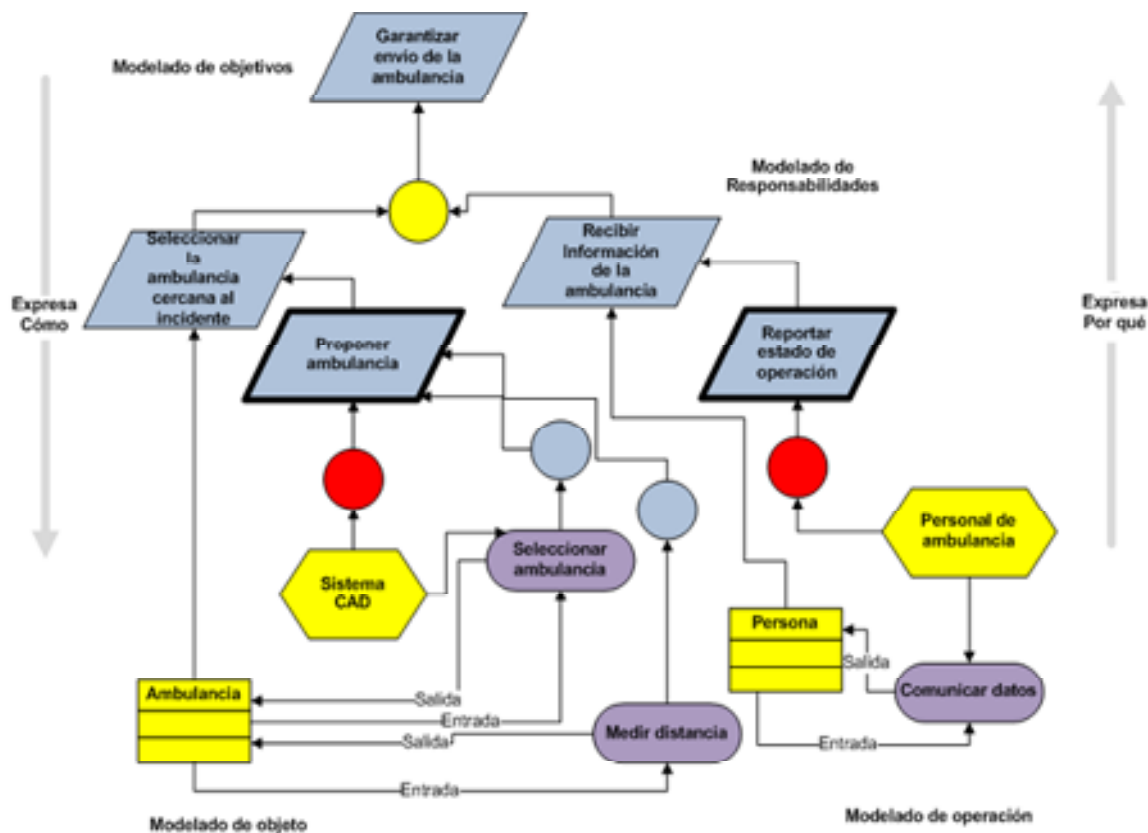 Garantizar
envío de la
ambulancia
Modelado de objetivos
Modelado de
Responsabilidades
Seleccionar
la
ambulancia
cercana al
incidente
Recibir
Información
de la
ambulancia
Expresa
Cómo
Expresa
Por qué
Proponer
ambulancia
Reportar
estado de
operación
Personal de
ambulancia
Seleccionar
ambulancia
Sistema
CAD
Persona
Salida
Comunicar datos
Ambulancia
Salida
Entrada
Salida
Medir distancia
Entrada
Entrada
Modelado de objeto
Modelado de operación